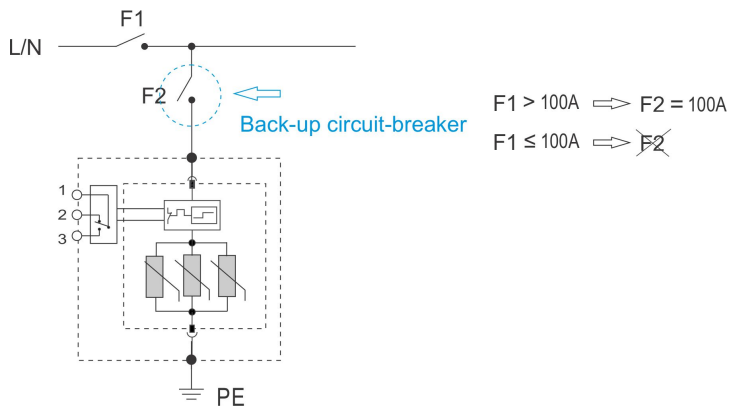 F1
L/N
F2
Back-up circuit-breaker
F1 > 100A ⇨ F2 = 100A
F1 ≤ 100A ⇨ F2
1
2
3
PE